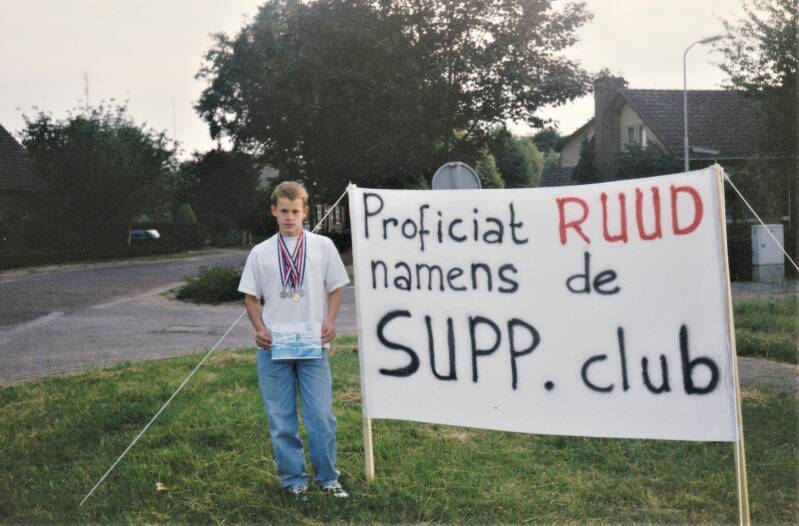 Proficiat RUUD
namens de
SUPP. club